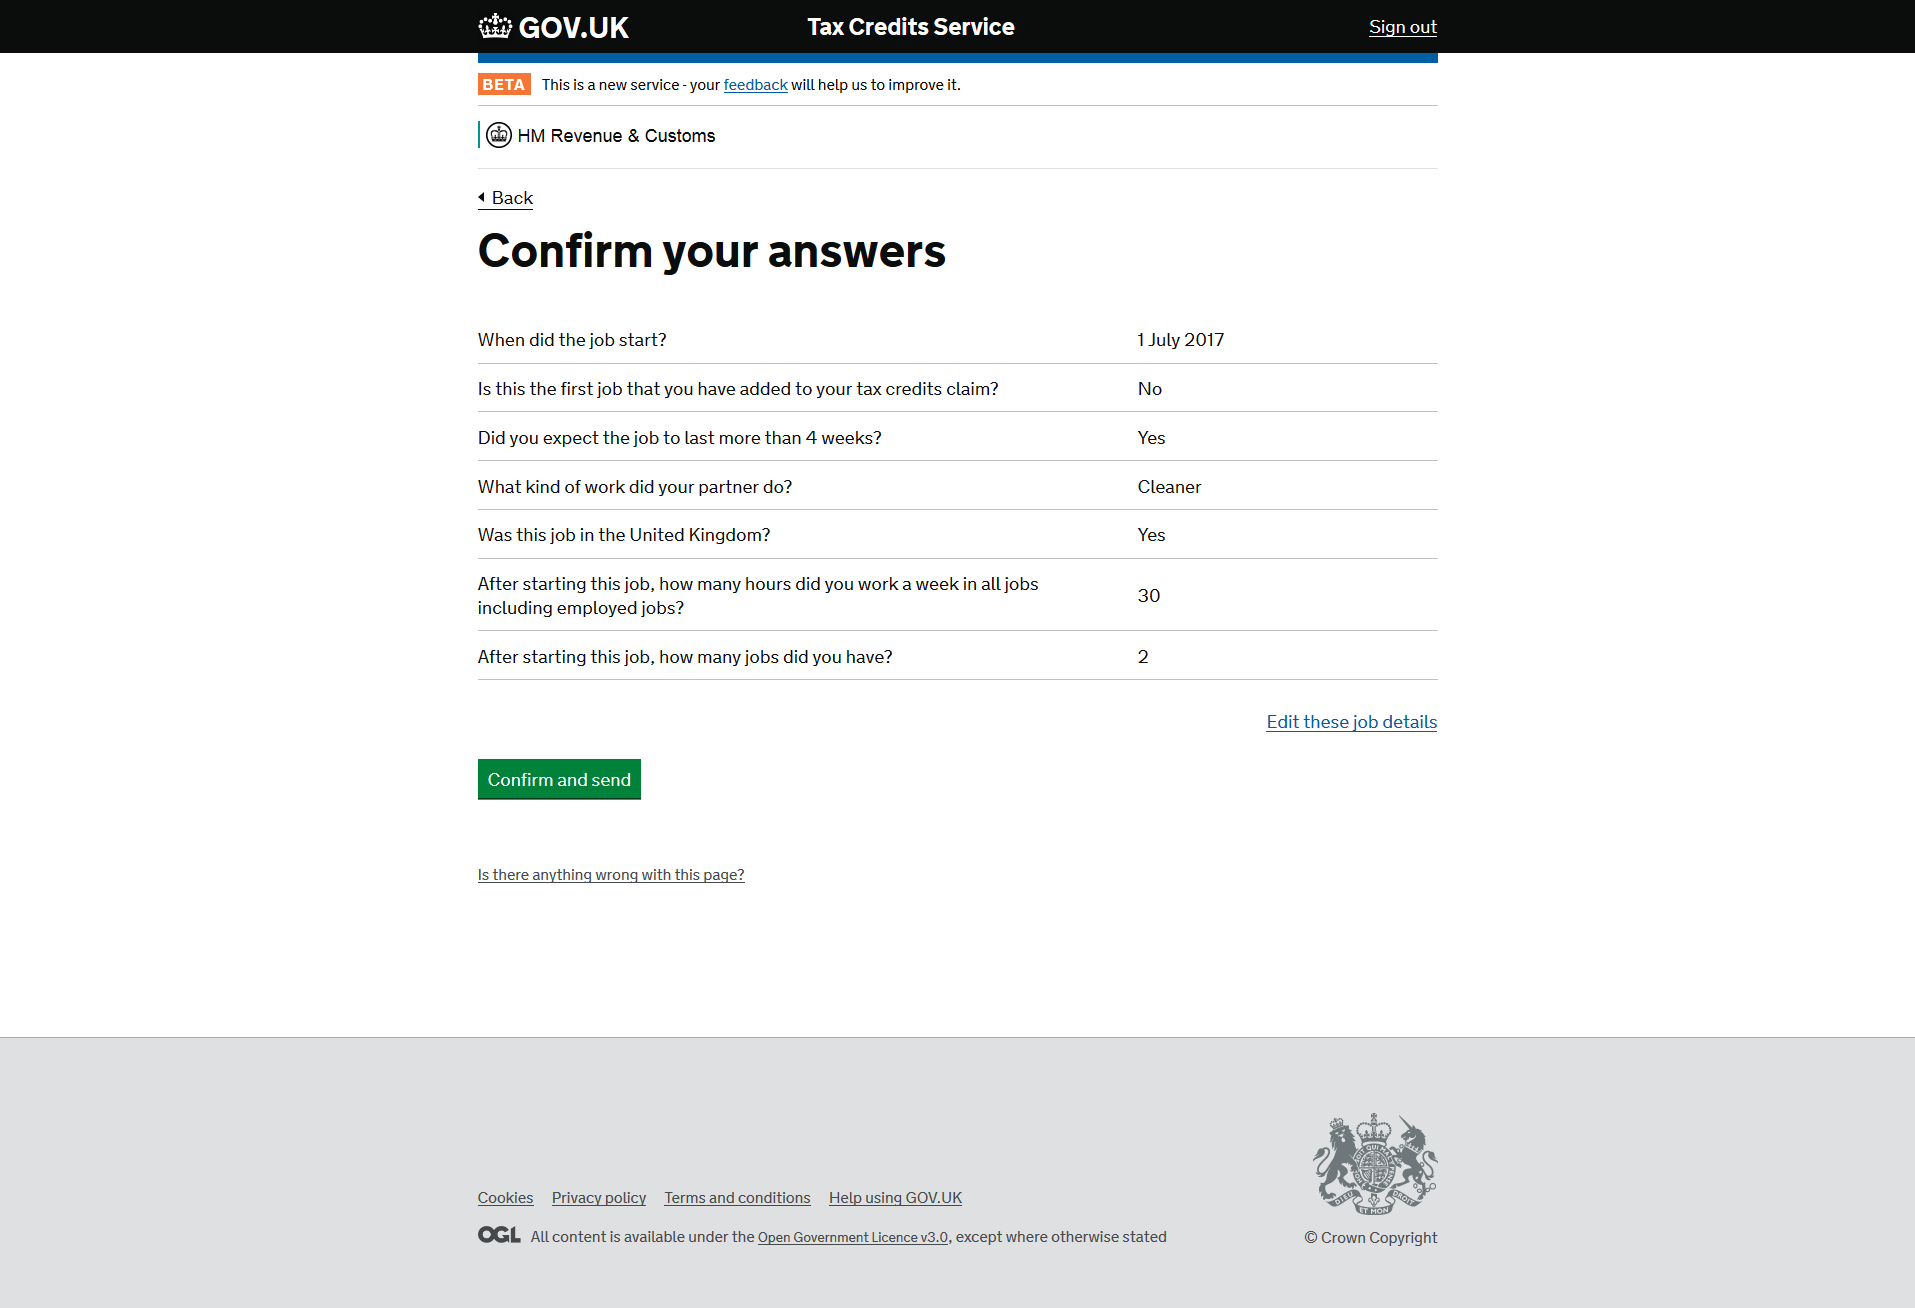 GOV.UK
Tax Credits Service
Sign out
BETA This is a new service - your feedback will help us to improve it.
HM Revenue & Customs
Back
Confirm your answers
When did the job start? 1 July 2017
Is this the first job that you have added to your tax credits claim? No
Did you expect the job to last more than 4 weeks? Yes
What kind of work did your partner do? Cleaner
Was this job in the United Kingdom? Yes
After starting this job, how many hours did you work a week in all jobs
including employed jobs? 30
After starting this job, how many jobs did you have? 2
Edit these job details
Confirm and send
Is there anything wrong with this page?
Cookies Privacy policy Terms and conditions Help using GOV.UK
OGL All content is available under the Open Government Licence v3.0, except where otherwise stated
DIEU ET MON DROIT
© Crown Copyright